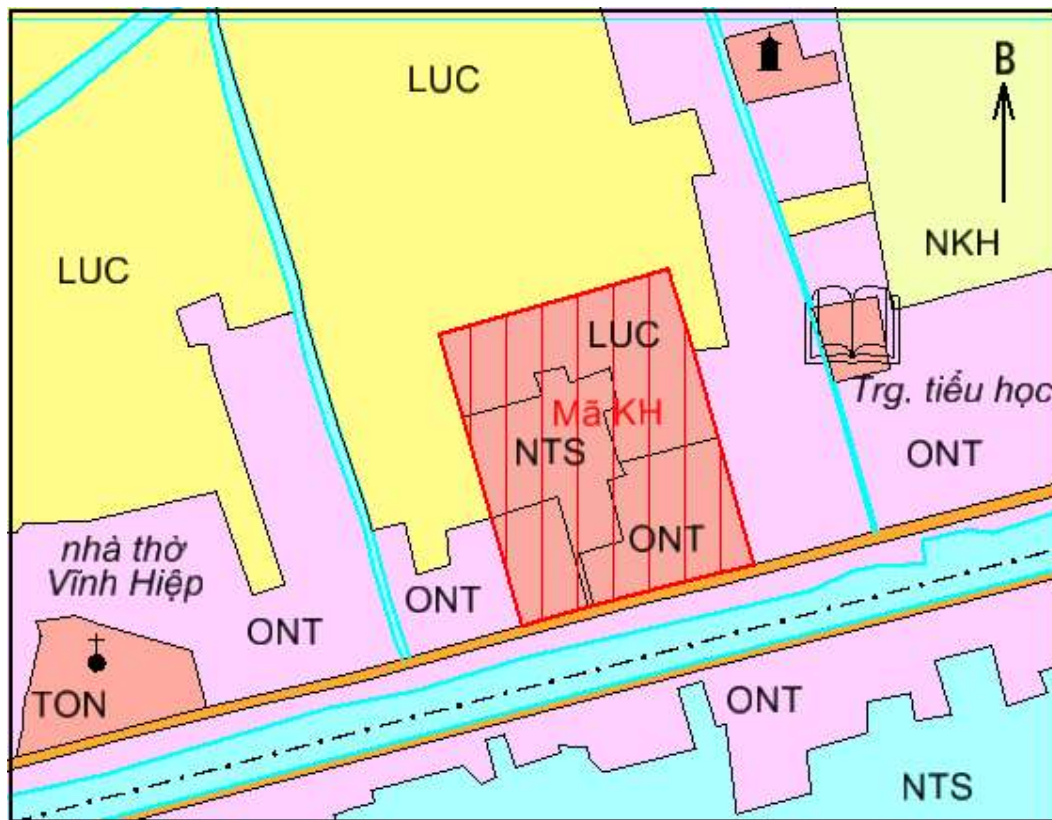 LUC
B
LUC
NKH
LUC
Trg. tiểu học
Mã KH
NTS
ONT
nhà thờ
Vĩnh Hiệp
ONT
ONT
ONT
TON
ONT
NTS